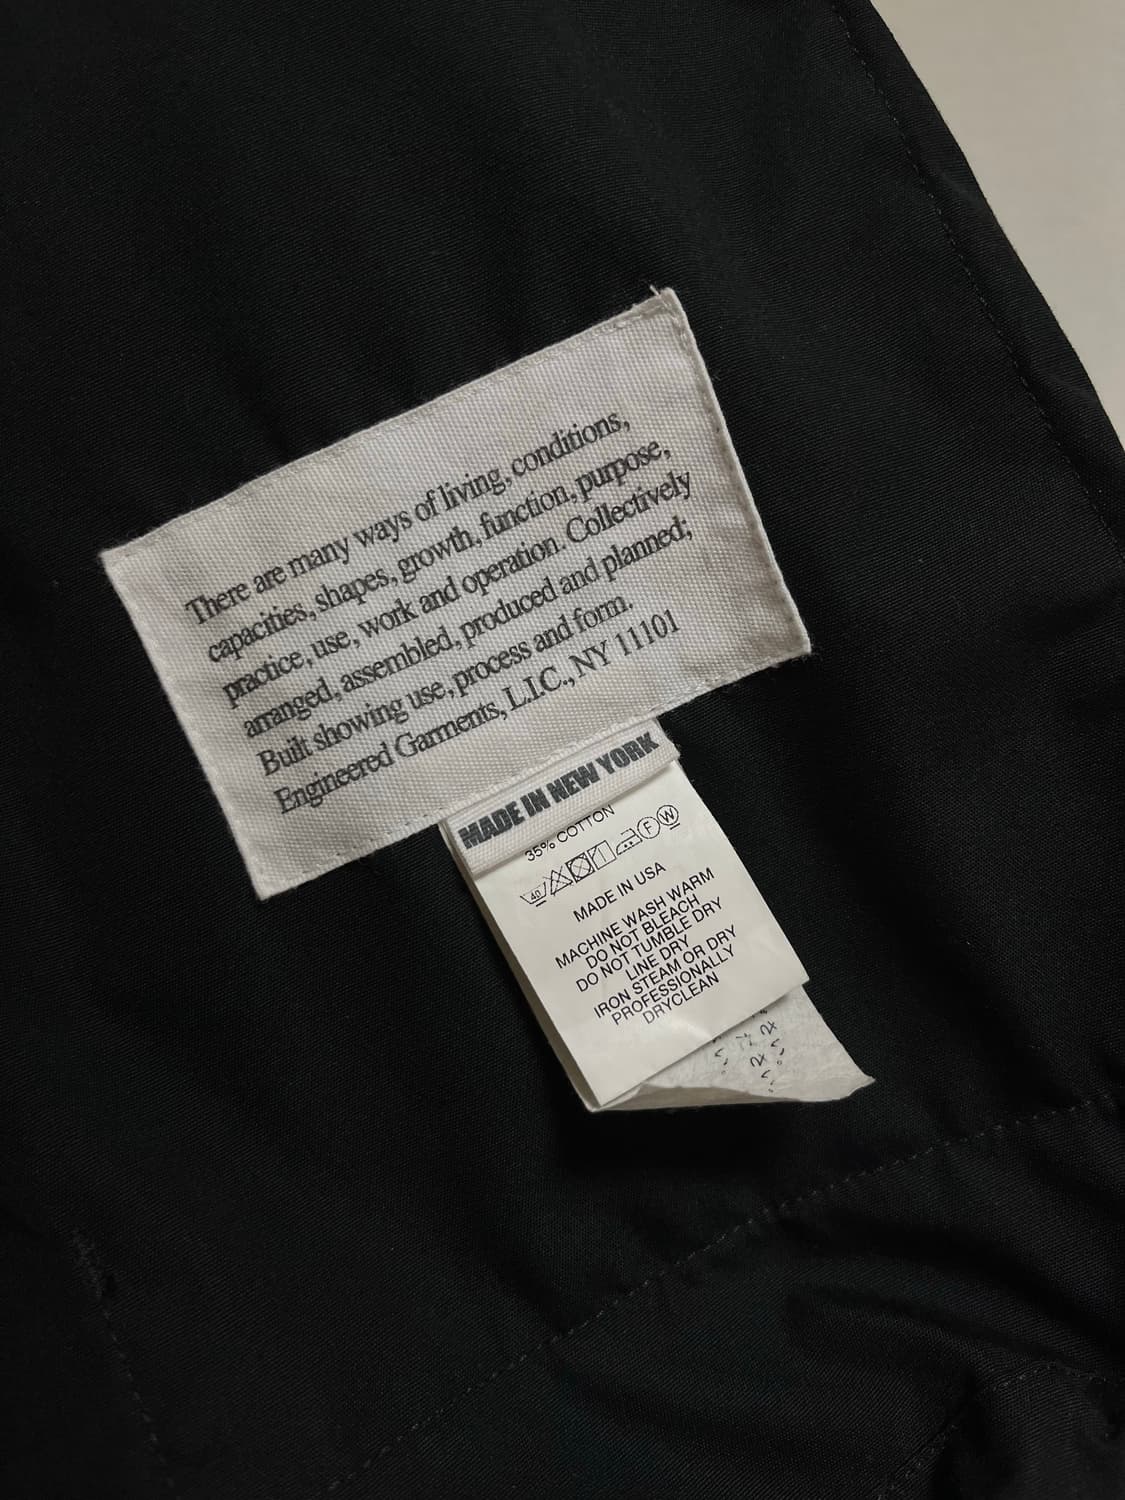 There are many ways of living, conditions,
capacities, shapes, growth, function, purpose,
practice, use, work and operation. Collectively
arranged, assembled, produced and planned;
Built showing use, process and form.
Engineered Garments, L.I.C., NY 11101
MADE IN NEW YORK
35% COTTON
40 F W
MADE IN USA
MACHINE WASH WARM
DO NOT BLEACH
DO NOT TUMBLE DRY
LINE DRY
IRON STEAM OR DRY
PROFESSIONALLY
DRYCLEAN